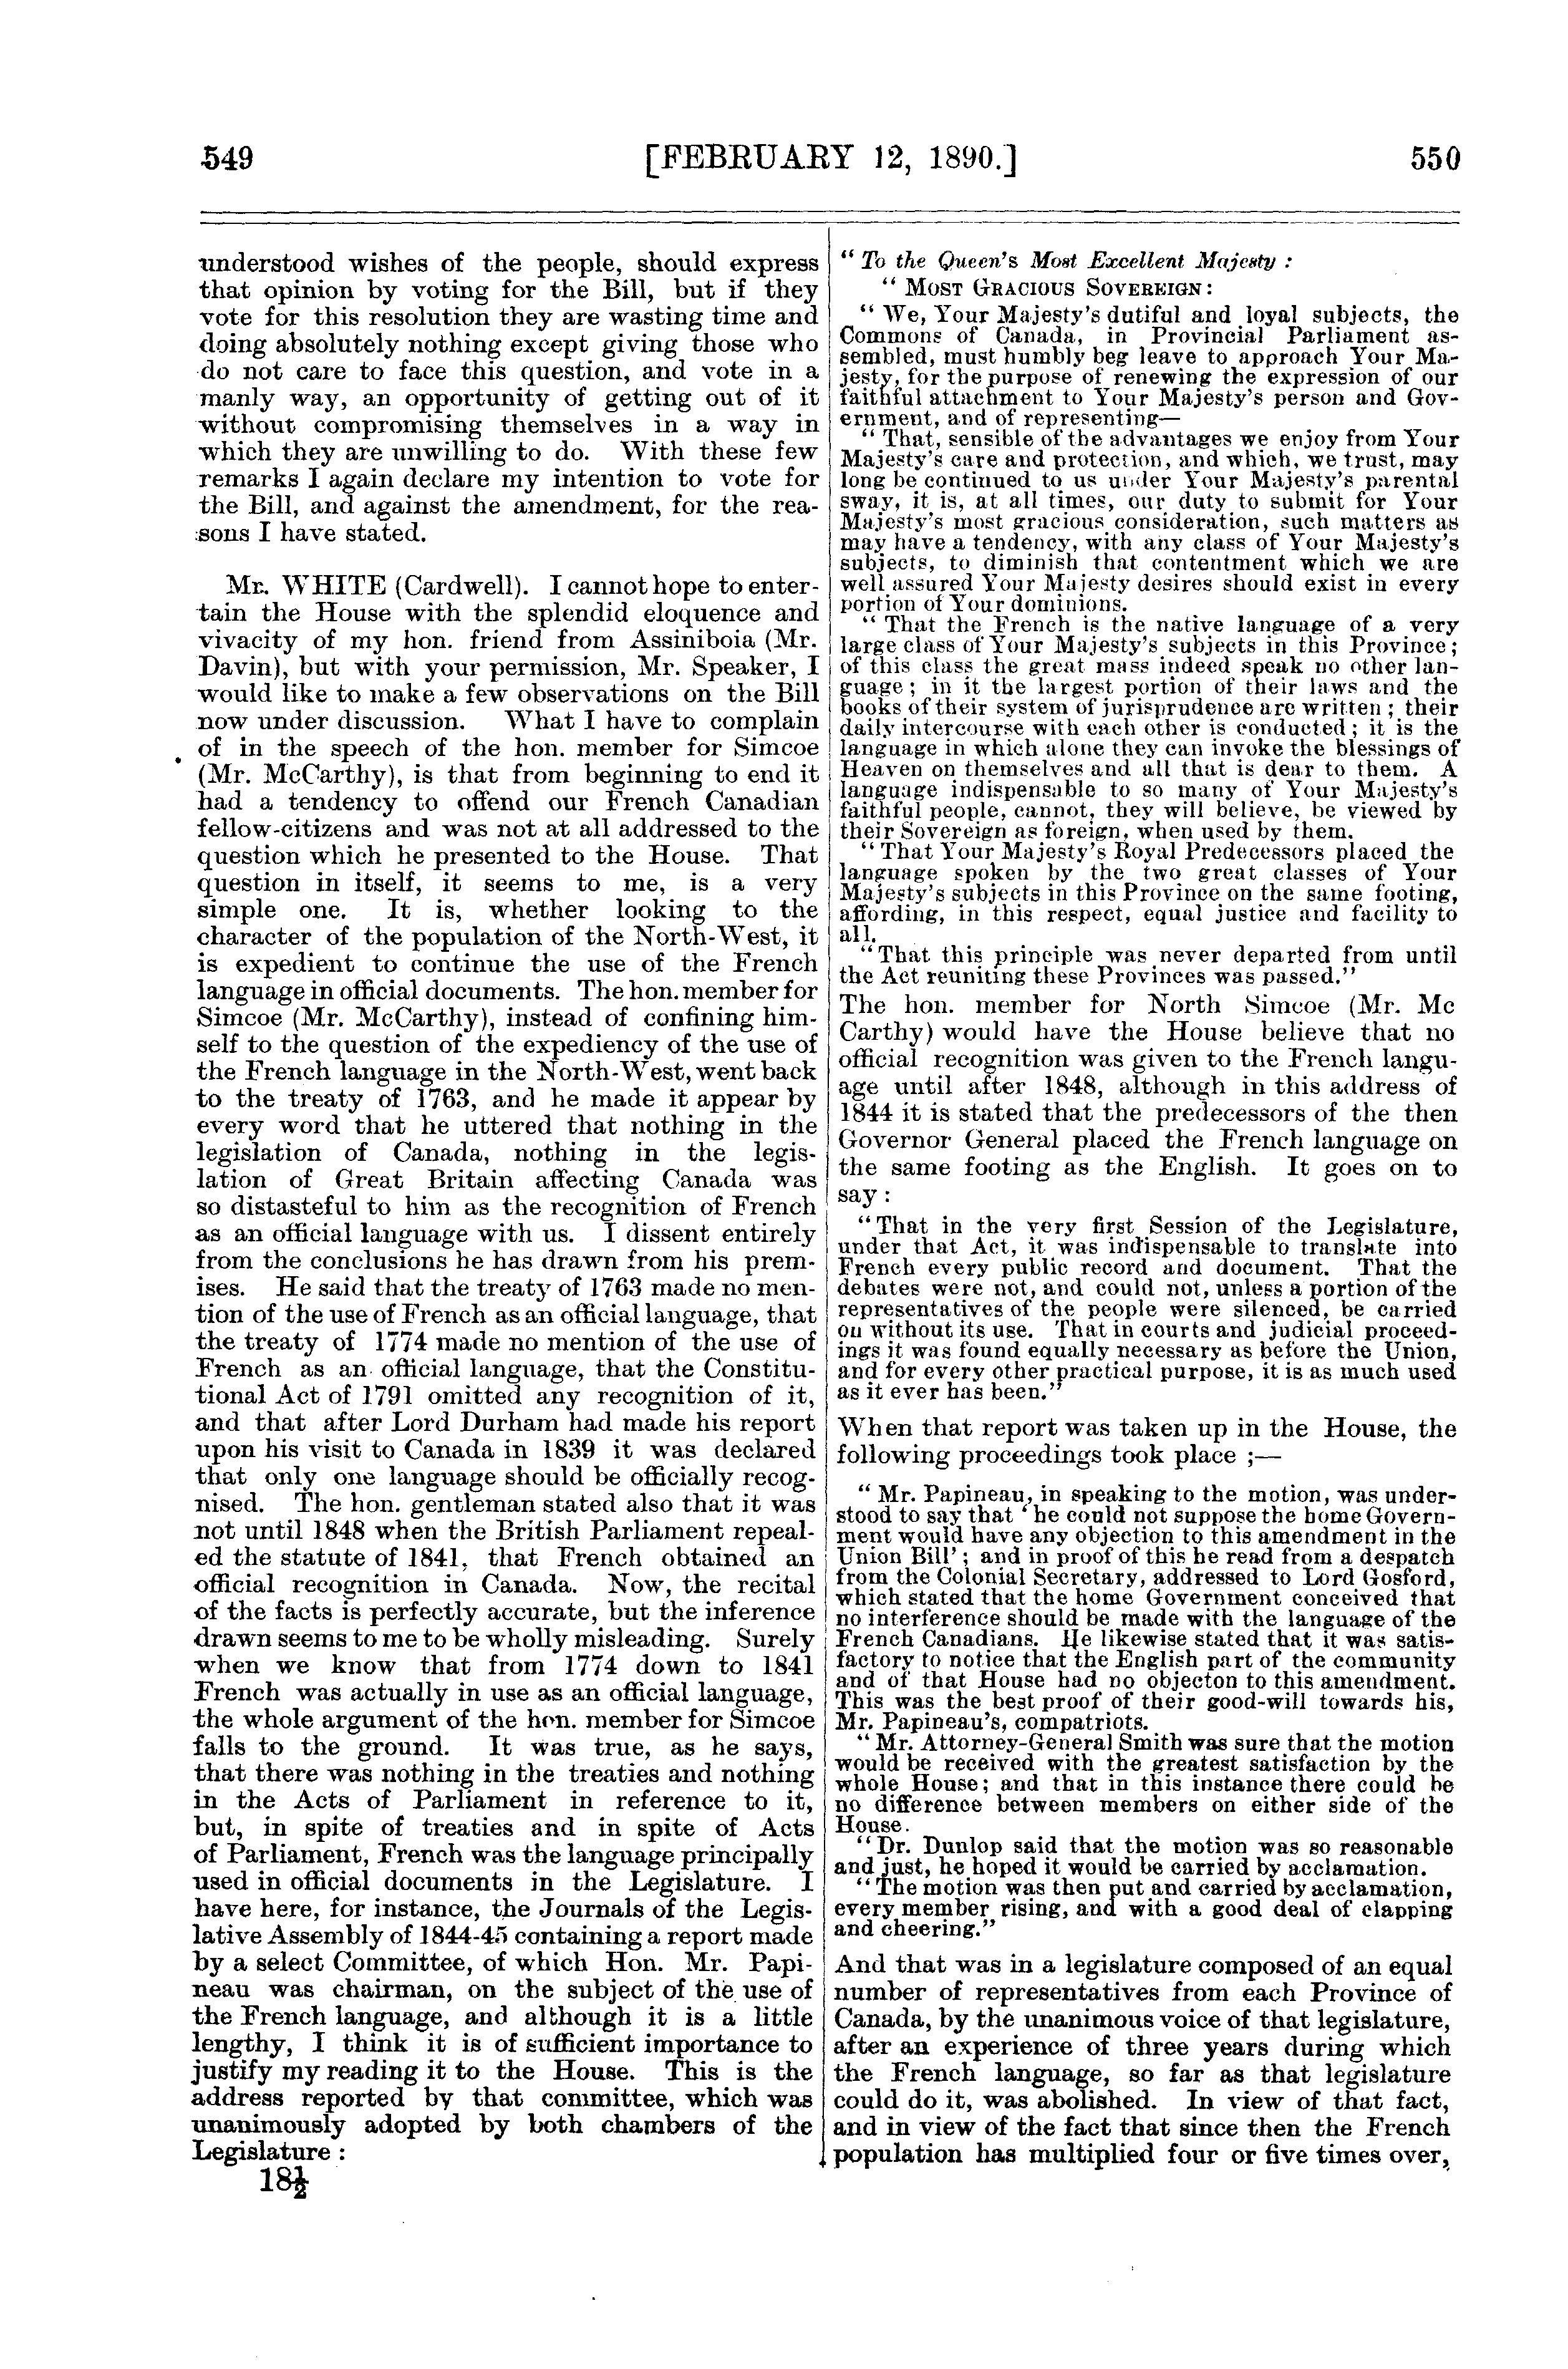 549
[FEBRUARY 12, 1890.]
550
understood wishes of the people, should express
that opinion by voting for the Bill, but if they
vote for this resolution they are wasting time and
doing absolutely nothing except giving those who
do not care to face this question, and vote in a
manly way, an opportunity of getting out of it
without compromising themselves in a way in
which they are unwilling to do. With these few
remarks I again declare my intention to vote for
the Bill, and against the amendment, for the rea-
sons I have stated.
Mr. WHITE (Cardwell). I cannot hope to enter-
tain the House with the splendid eloquence and
vivacity of my hon. friend from Assiniboia (Mr.
Davin), but with your permission, Mr. Speaker, I
would like to make a few observations on the Bill
now under discussion. What I have to complain
of in the speech of the hon. member for Simcoe
(Mr. McCarthy), is that from beginning to end it
had a tendency to offend our French Canadian
fellow-citizens and was not at all addressed to the
question which he presented to the House. That
question in itself, it seems to me, is a very
simple one. It is, whether looking to the
character of the population of the North-West, it
is expedient to continue the use of the French
language in official documents. The hon. member for
Simcoe (Mr. McCarthy), instead of confining him-
self to the question of the expediency of the use of
the French language in the North-West, went back
to the treaty of 1763, and he made it appear by
every word that he uttered that nothing in the
legislation of Canada, nothing in the legis-
lation of Great Britain affecting Canada was
so distasteful to him as the recognition of French
as an official language with us. I dissent entirely
from the conclusions he has drawn from his prem-
ises. He said that the treaty of 1763 made no men-
tion of the use of French as an official language, that
the treaty of 1774 made no mention of the use of
French as an official language, that the Constitu-
tional Act of 1791 omitted any recognition of it,
and that after Lord Durham had made his report
upon his visit to Canada in 1839 it was declared
that only one language should be officially recog-
nised. The hon. gentleman stated also that it was
not until 1848 when the British Parliament repeal-
ed the statute of 1841, that French obtained an
official recognition in Canada. Now, the recital
of the facts is perfectly accurate, but the inference
drawn seems to me to be wholly misleading. Surely
when we know that from 1774 down to 1841
French was actually in use as an official language,
the whole argument of the hon. member for Simcoe
falls to the ground. It was true, as he says,
that there was nothing in the treaties and nothing
in the Acts of Parliament in reference to it,
but, in spite of treaties and in spite of Acts
of Parliament, French was the language principally
used in official documents in the Legislature. I
have here, for instance, the Journals of the Legis-
lative Assembly of 1844-45 containing a report made
by a select Committee, of which Hon. Mr. Papi-
neau was chairman, on the subject of the use of
the French language, and although it is a little
lengthy, I think it is of sufficient importance to
justify my reading it to the House. This is the
address reported by that committee, which was
unanimously adopted by both chambers of the
Legislature :
18½
" To the Queen's Most Excellent Majesty :
" MOST GRACIOUS SOVEREIGN:
" We, Your Majesty's dutiful and loyal subjects, the
Commons of Canada, in Provincial Parliament as-
sembled, must humbly beg leave to approach Your Ma-
jesty, for the purpose of renewing the expression of our
faithful attachment to Your Majesty's person and Gov-
ernment, and of representing—
" That, sensible of the advantages we enjoy from Your
Majesty's care and protection, and which, we trust, may
long be continued to us under Your Majesty's parental
sway, it is, at all times, our duty to submit for Your
Majesty's most gracious consideration, such matters as
may have a tendency, with any class of Your Majesty's
subjects, to diminish that contentment which we are
well assured Your Majesty desires should exist in every
portion of Your dominions.
" That the French is the native language of a very
large class of Your Majesty's subjects in this Province;
of this class the great mass indeed speak no other lan-
guage; in it the largest portion of their laws and the
books of their system of jurisprudence are written ; their
daily intercourse with each other is conducted ; it is the
language in which alone they can invoke the blessings of
Heaven on themselves and all that is dear to them. A
language indispensable to so many of Your Majesty's
faithful people, cannot, they will believe, be viewed by
their Sovereign as foreign, when used by them.
" That Your Majesty's Royal Predecessors placed the
language spoken by the two great classes of Your
Majesty's subjects in this Province on the same footing,
affording, in this respect, equal justice and facility to
all.
" That this principle was never departed from until
the Act reuniting these Provinces was passed."
The hon. member for North Simcoe (Mr. Mc
Carthy) would have the House believe that no
official recognition was given to the French langu-
age until after 1848, although in this address of
1844 it is stated that the predecessors of the then
Governor General placed the French language on
the same footing as the English. It goes on to
say :
" That in the very first Session of the Legislature,
under that Act, it was indispensable to translate into
French every public record and document. That the
debates were not, and could not, unless a portion of the
representatives of the people were silenced, be carried
on without its use. That in courts and judicial proceed-
ings it was found equally necessary as before the Union,
and for every other practical purpose, it is as much used
as it ever has been."
When that report was taken up in the House, the
following proceedings took place ;—
" Mr. Papineau, in speaking to the motion, was under-
stood to say that ' he could not suppose the home Govern-
ment would have any objection to this amendment in the
Union Bill' ; and in proof of this he read from a despatch
from the Colonial Secretary, addressed to Lord Gosford,
which stated that the home Government conceived that
no interference should be made with the language of the
French Canadians. He likewise stated that it was satis-
factory to notice that the English part of the community
and of that House had no objecton to this amendment.
This was the best proof of their good-will towards his,
Mr. Papineau's, compatriots.
" Mr. Attorney-General Smith was sure that the motion
would be received with the greatest satisfaction by the
whole House; and that in this instance there could be
no difference between members on either side of the
House.
" Dr. Dunlop said that the motion was so reasonable
and just, he hoped it would be carried by acclamation.
" The motion was then put and carried by acclamation,
every member rising, and with a good deal of clapping
and cheering."
And that was in a legislature composed of an equal
number of representatives from each Province of
Canada, by the unanimous voice of that legislature,
after an experience of three years during which
the French language, so far as that legislature
could do it, was abolished. In view of that fact,
and in view of the fact that since then the French
population has multiplied four or five times over,